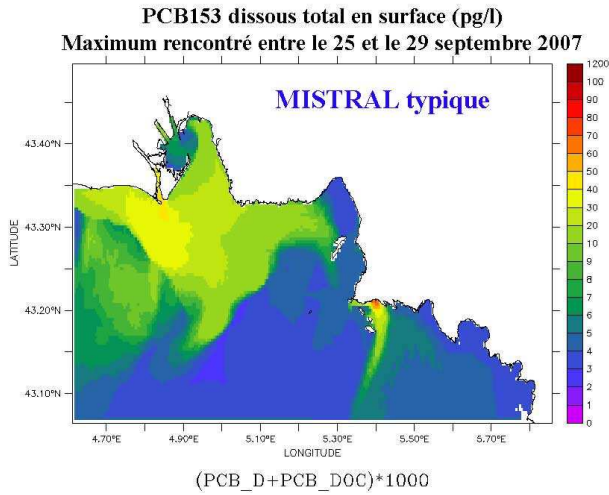 PCB153 dissous total en surface (pg/l)
Maximum rencontré entre le 25 et le 29 septembre 2007
MISTRAL typique
1200
100
90
80
70
60
50
40
30
20
10
9
8
7
6
5
4
3
2
1
0
43.40°N
43.30°N
43.20°N
43.10°N
LATITUDE
4.70°E 4.90°E 5.10°E 5.30°E 5.50°E 5.70°E
LONGITUDE
(PCB_D+PCB_DOC)*1000